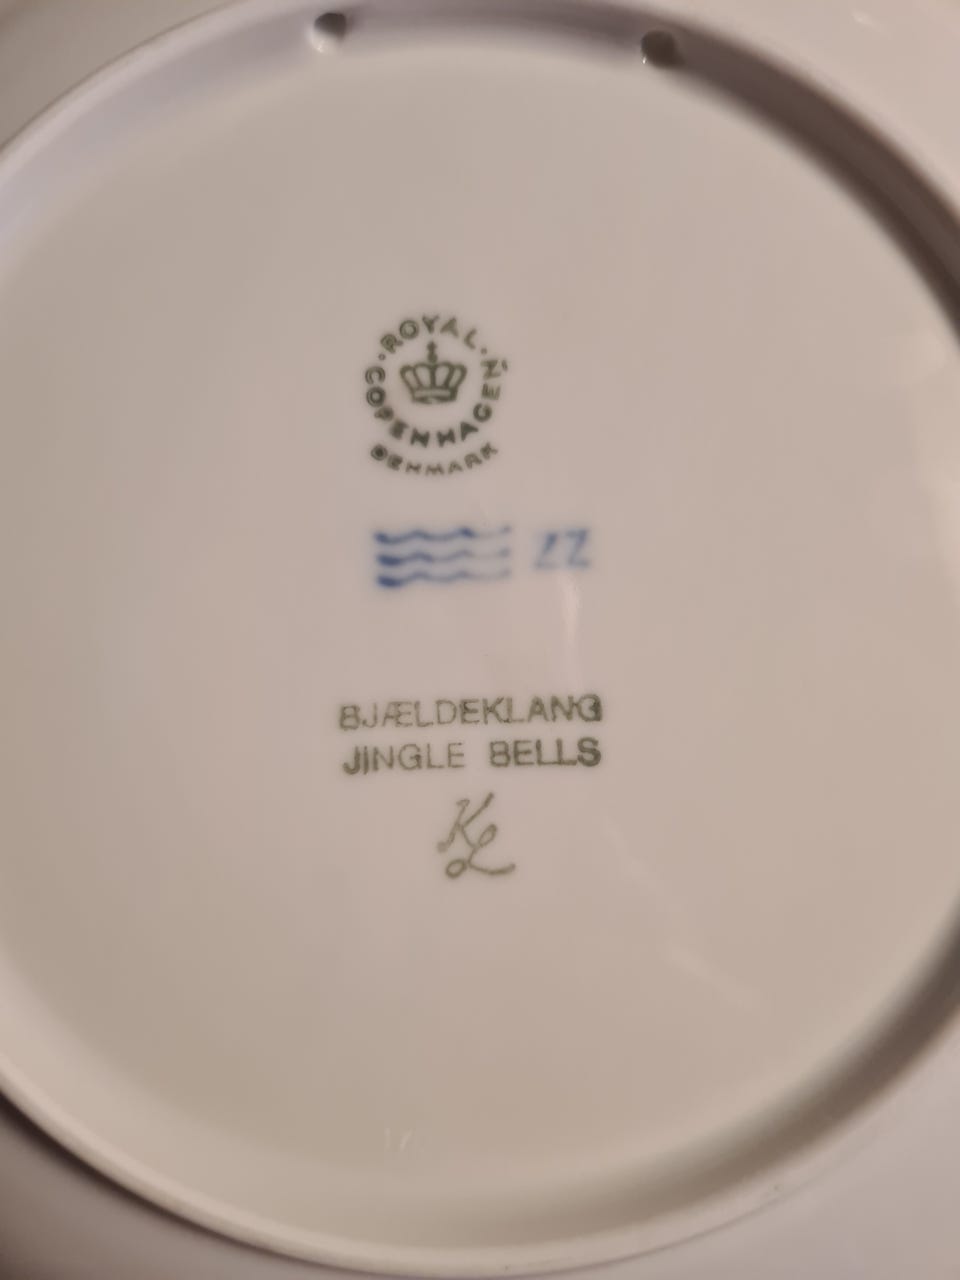 ROYAL
COPENHAGEN
DENMARK
ZZ
BJÆLDEKLANG
JINGLE BELLS
KL